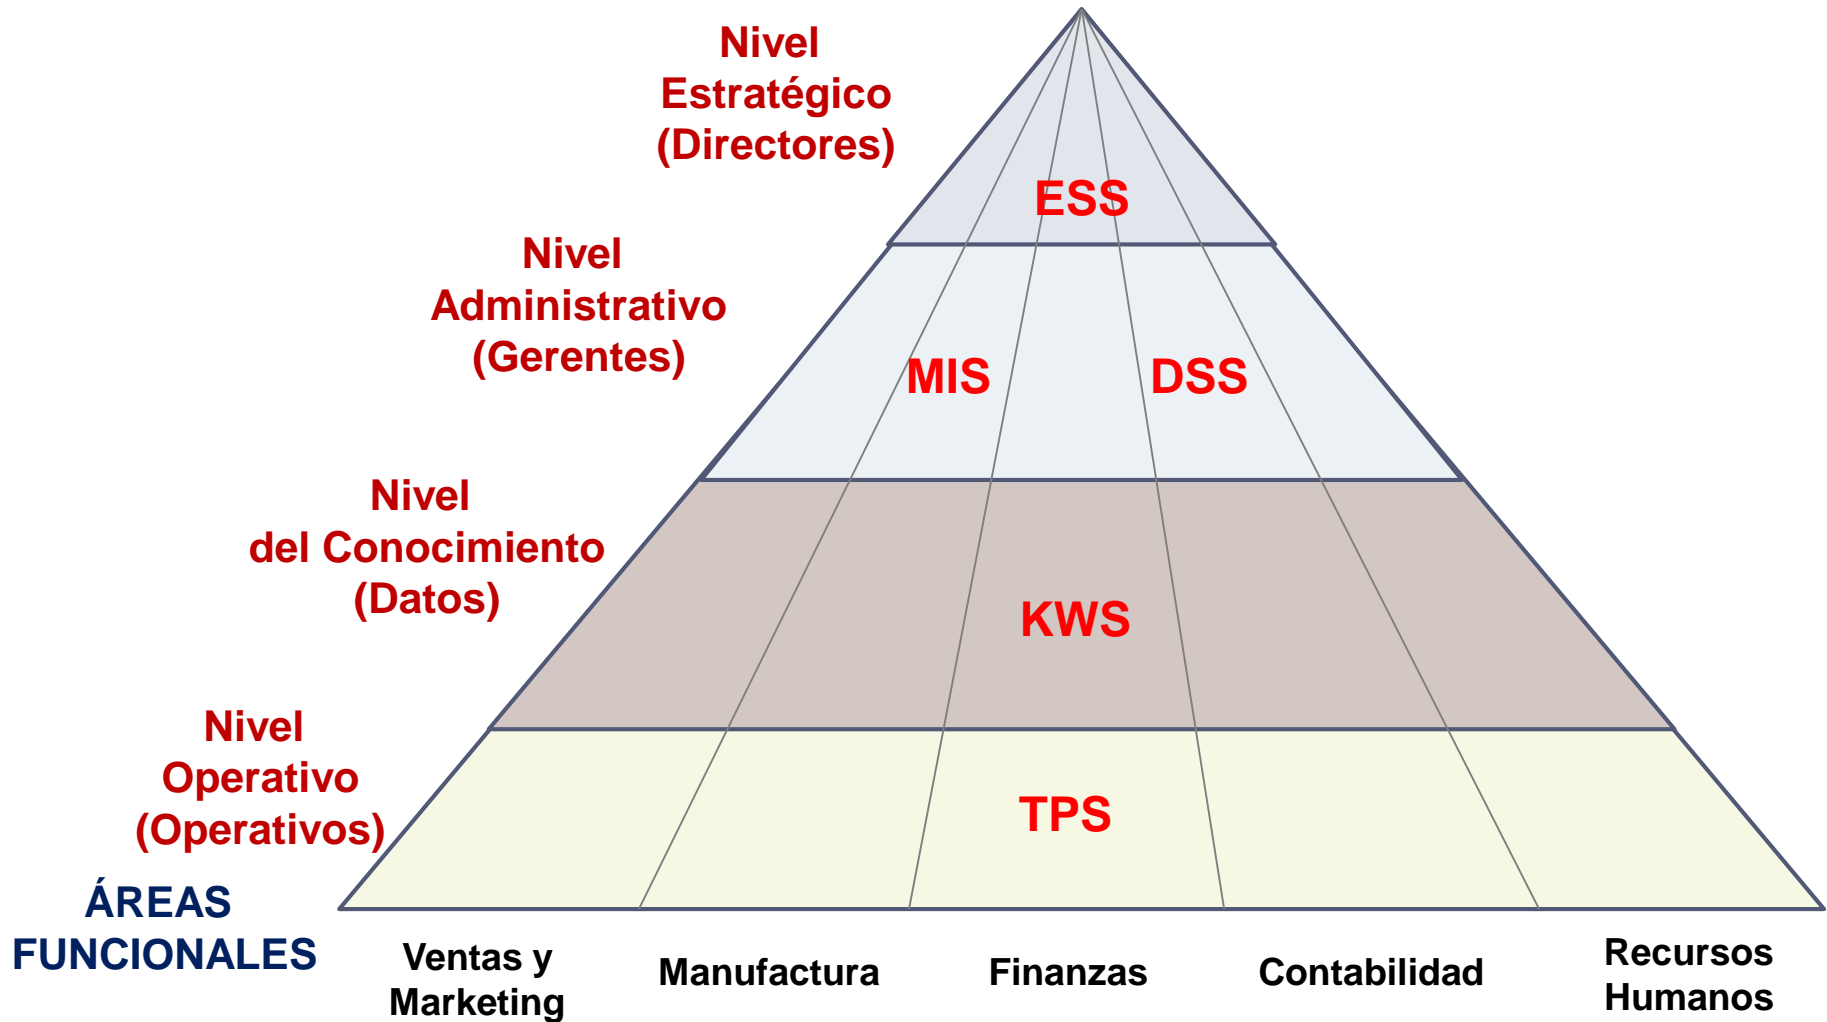 Nivel
Estratégico
(Directores)
ESS
Nivel
Administrativo
(Gerentes)
MIS
DSS
Nivel
del Conocimiento
(Datos)
KWS
Nivel
Operativo
(Operativos)
TPS
ÁREAS
FUNCIONALES
Ventas y
Marketing
Manufactura
Finanzas
Contabilidad
Recursos
Humanos